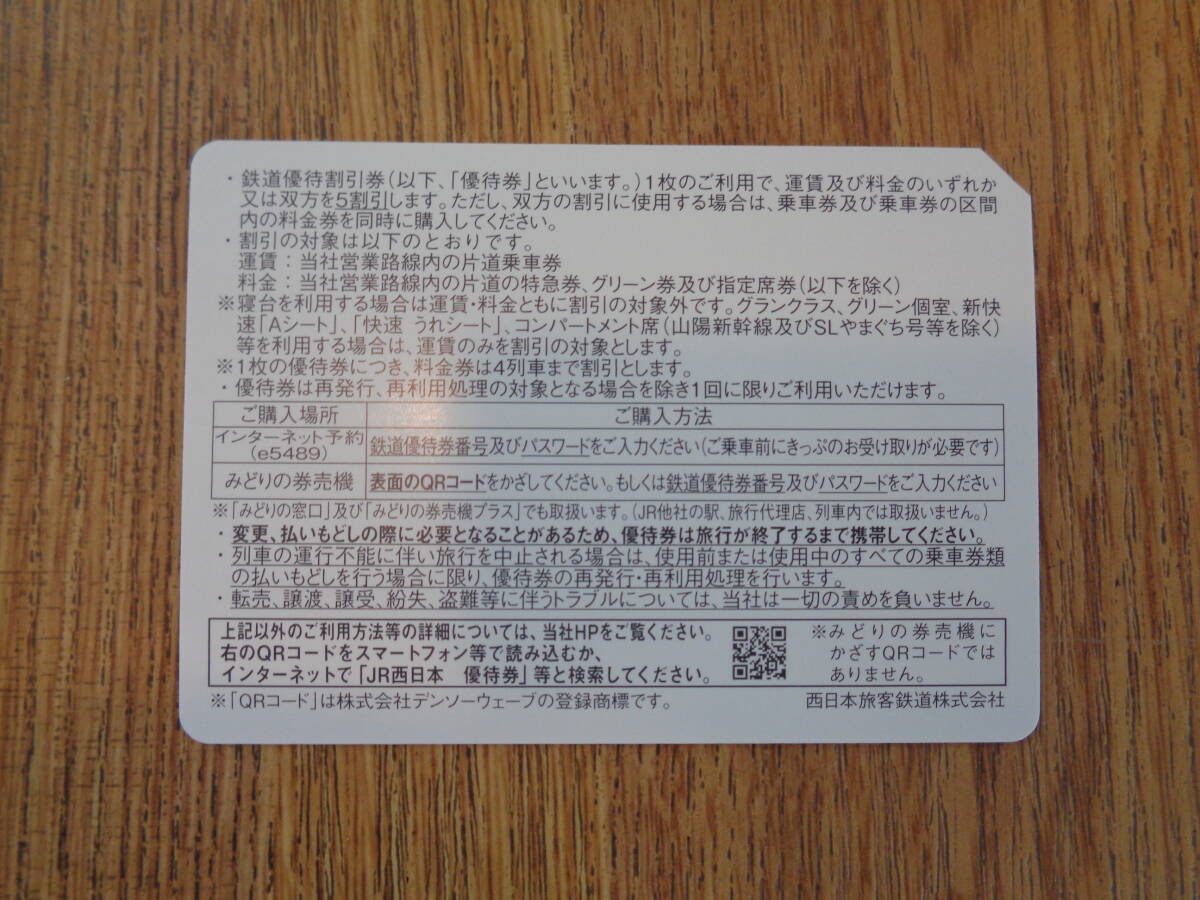 ・鉄道優待割引券(以下、「優待券」といいます。)1枚のご利用で、運賃及び料金のいずれか
又は双方を5割引します。ただし、双方の割引に使用する場合は、乗車券及び乗車券の区間
内の料金券を同時に購入してください。
・割引の対象は以下のとおりです。
運賃:当社営業路線内の片道乗車券
料金:当社営業路線内の片道の特急券、グリーン券及び指定席券(以下を除く)
※寝台を利用する場合は運賃・料金ともに割引の対象外です。グランクラス、グリーン個室、新快
速「Aシート」、「快速 うれシート」、コンパートメント席(山陽新幹線及びSLやまぐち号等を除く)
等を利用する場合は、運賃のみを割引の対象とします。
※1枚の優待券につき、料金券は4列車まで割引とします。
・優待券は再発行、再利用処理の対象となる場合を除き1回に限りご利用いただけます。
ご購入場所 ご購入方法
インターネット予約 鉄道優待券番号及びパスワードをご入力ください(ご乗車前にきっぷのお受け取りが必要です)
(e5489)
みどりの券売機 表面のQRコードをかざしてください。もしくは鉄道優待券番号及びパスワードをご入力ください
※「みどりの窓口」及び「みどりの券売機プラス」でも取扱います。(JR他社の駅、旅行代理店、列車内では取扱いません。)
・変更、払いもどしの際に必要となることがあるため、優待券は旅行が終了するまで携帯してください。
・列車の運行不能に伴い旅行を中止される場合は、使用前または使用中のすべての乗車券類
の払いもどしを行う場合に限り、優待券の再発行・再利用処理を行います。
・転売、譲渡、譲受、紛失、盗難等に伴うトラブルについては、当社は一切の責めを負いません。
上記以外のご利用方法等の詳細については、当社HPをご覧ください。
右のQRコードをスマートフォン等で読み込むか、
インターネットで「JR西日本 優待券」等と検索してください。
※みどりの券売機に
かざすQRコードでは
ありません。
※「QRコード」は株式会社デンソーウェーブの登録商標です。
西日本旅客鉄道株式会社